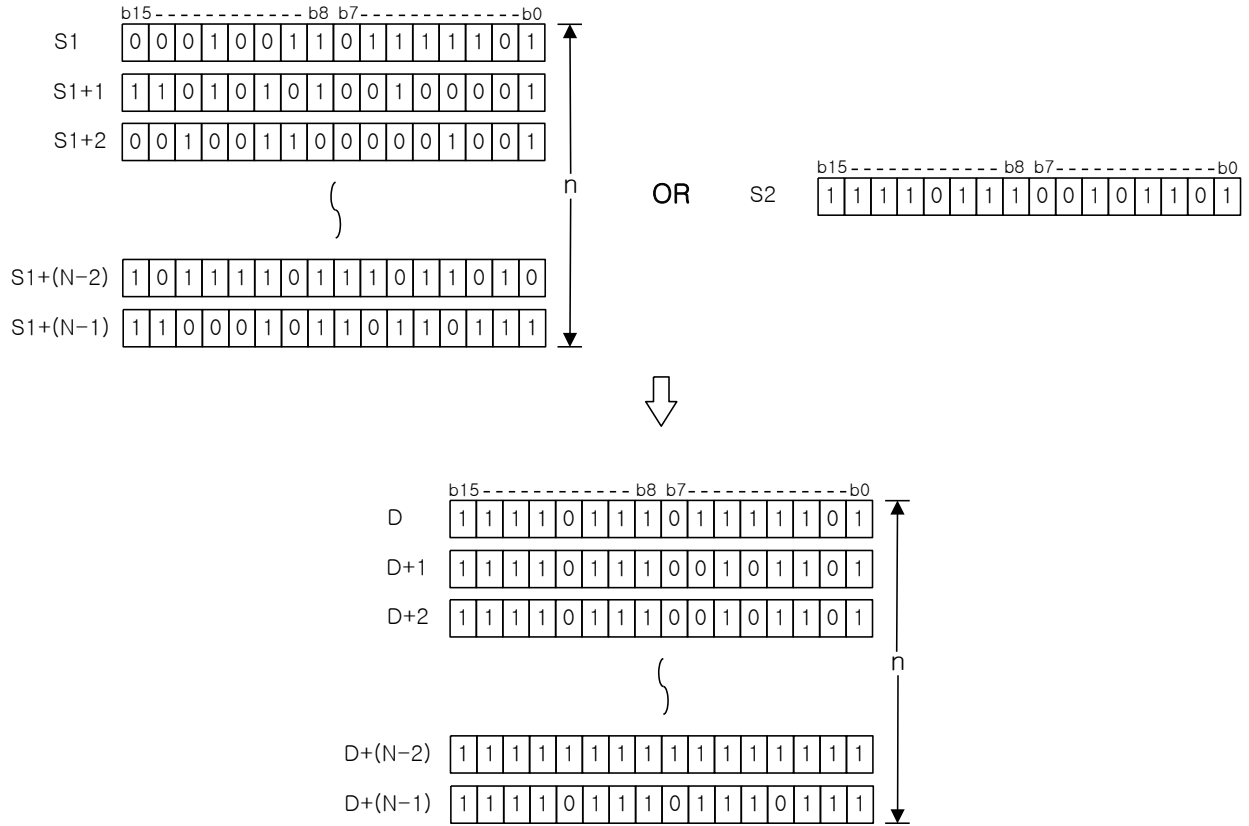 b15------------ b8 b7-------------b0
S1 0 0 0 1 0 0 1 1 0 1 1 1 1 1 0 1
S1+1 1 1 0 1 0 1 0 1 0 0 1 0 0 0 0 1
S1+2 0 0 1 0 0 1 1 0 0 0 0 0 1 0 0 1
n
S1+(N-2) 1 0 1 1 1 1 0 1 1 1 0 1 1 0 1 0
S1+(N-1) 1 1 0 0 0 1 0 1 1 0 1 1 0 1 1 1
OR
b15------------ b8 b7-------------b0
S2 1 1 1 1 0 1 1 1 0 0 1 0 1 1 0 1
b15------------ b8 b7-------------b0
D 1 1 1 1 0 1 1 1 0 1 1 1 1 1 0 1
D+1 1 1 1 1 0 1 1 1 0 0 1 0 1 1 0 1
D+2 1 1 1 1 0 1 1 1 0 0 1 0 1 1 0 1
n
D+(N-2) 1 1 1 1 1 1 1 1 1 1 1 1 1 1 1 1
D+(N-1) 1 1 1 1 0 1 1 1 0 1 1 1 0 1 1 1